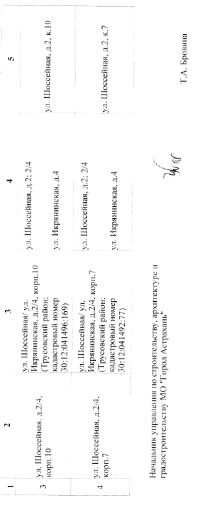 1 2 3 4 5
3
ул. Шоссейная, д.2/4,
корп.10
ул. Шоссейная/ ул.
Икрянинская, д.2/4, корп.10
(Трусовский район;
кадастровый номер
30:12:041496:169)
ул. Шоссейная, д.2; 2/4
ул. Икрянинская, д.4
ул. Шоссейная, д.2, к.10
4
ул. Шоссейная, д.2/4,
корп.7
ул. Шоссейная/ ул.
Икрянинская, д.2/4, корп.7
(Трусовский район;
кадастровый номер
30:12:041492:77)
ул. Шоссейная, д.2; 2/4
ул. Икрянинская, д.4
ул. Шоссейная, д.2, к.7
Начальник управления по строительству, архитектуре и
градостроительству МО "Город Астрахань"
Т.А. Бровина